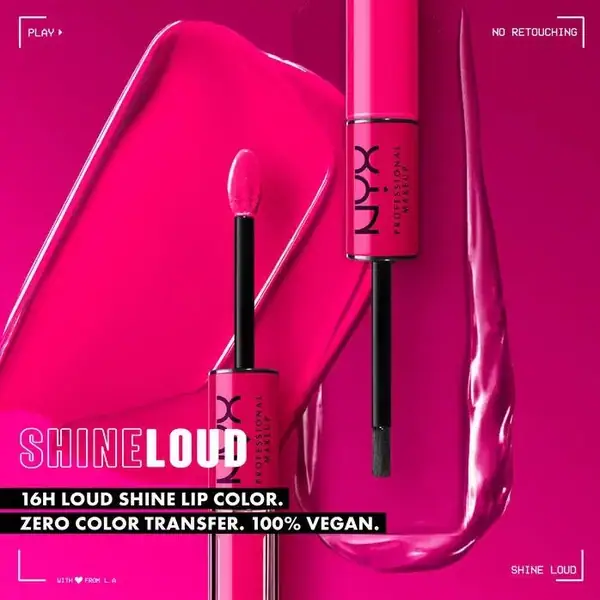 PLAY
NO RETOUCHING
NYX
PROFESSIONAL
MAKEUP
NYX
PROFESSIONAL
MAKEUP
SHINELOUD
16H LOUD SHINE LIP COLOR.
ZERO COLOR TRANSFER. 100% VEGAN.
WITH ♥ FROM L.A
SHINE LOUD